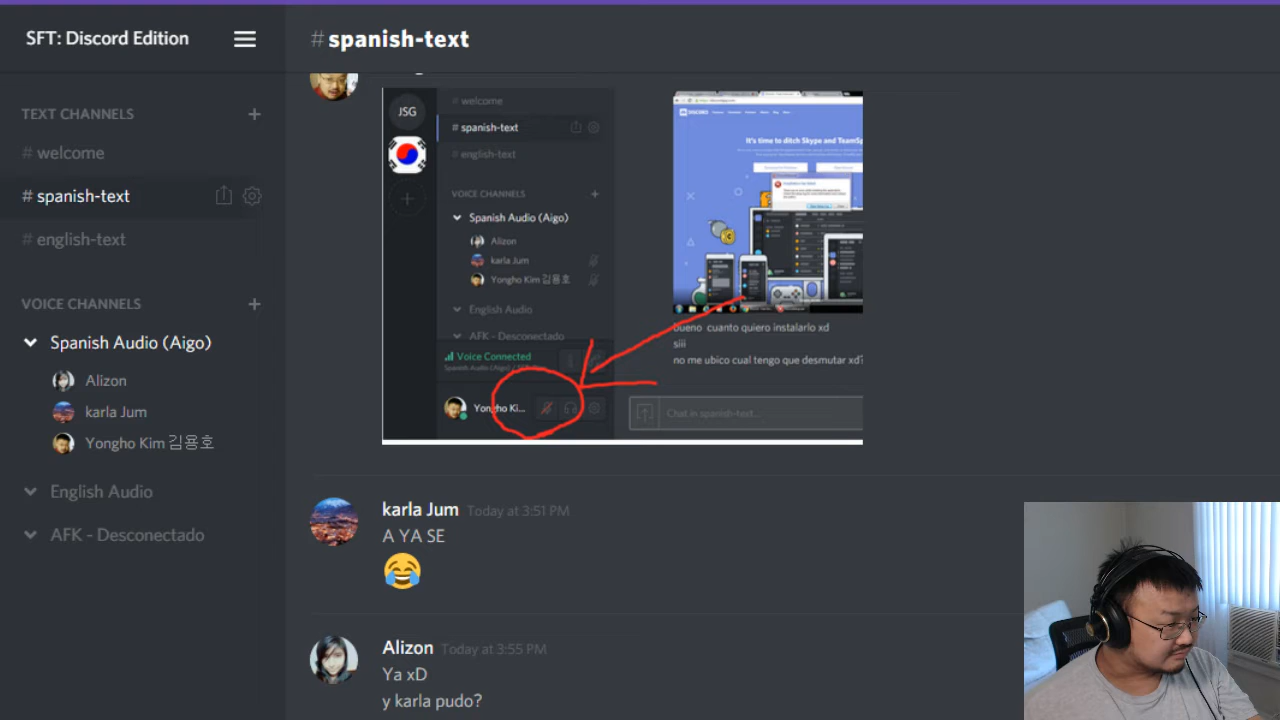 SFT: Discord Edition
#spanish-text
TEXT CHANNELS
# welcome
# spanish-text
# english-text
VOICE CHANNELS
Spanish Audio (Aigo)
Alizon
karla Jum
Yongho Kim 김용호
English Audio
AFK - Desconectado
JSG
# welcome
# spanish-text
# english-text
VOICE CHANNELS
Spanish Audio (Aigo)
Alizon
karla Jum
Yongho Kim 김용호
English Audio
AFK - Desconectado
Voice Connected
Spanish Audio (Aigo)
Yongho Ki...
It's time to ditch Skype and TeamSp
bueno cuanto quiero instalarlo xd
siii
no me ubico cual tengo que desmutar xd?
Chat in spanish-text...
karla Jum Today at 3:51 PM
A YA SE
Alizon Today at 3:55 PM
Ya xD
y karla pudo?